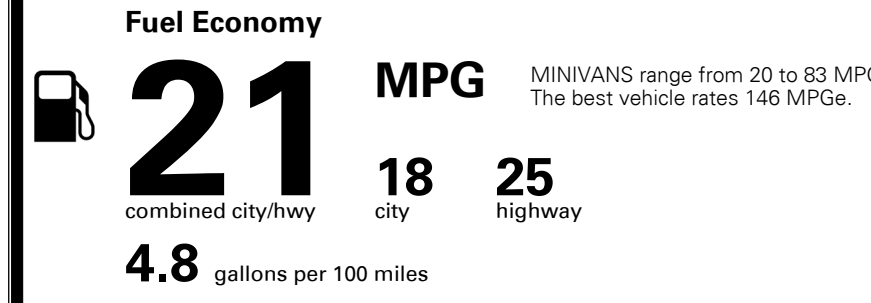 Fuel Economy
21 MPG
MINIVANS range from 20 to 83 MPG
The best vehicle rates 146 MPGe.
combined city/hwy
18 city
25 highway
4.8 gallons per 100 miles